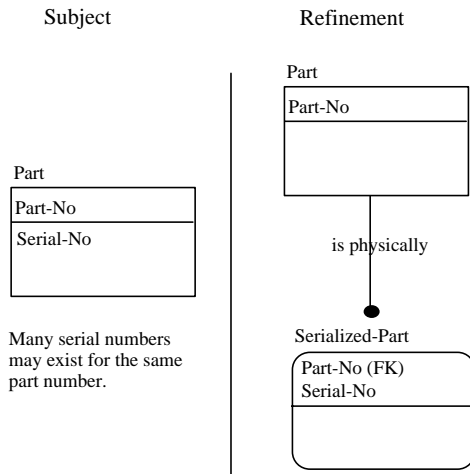 Subject
Part
Part-No
Serial-No
Many serial numbers
may exist for the same
part number.
Refinement
Part
Part-No
is physically
Serialized-Part
Part-No (FK)
Serial-No